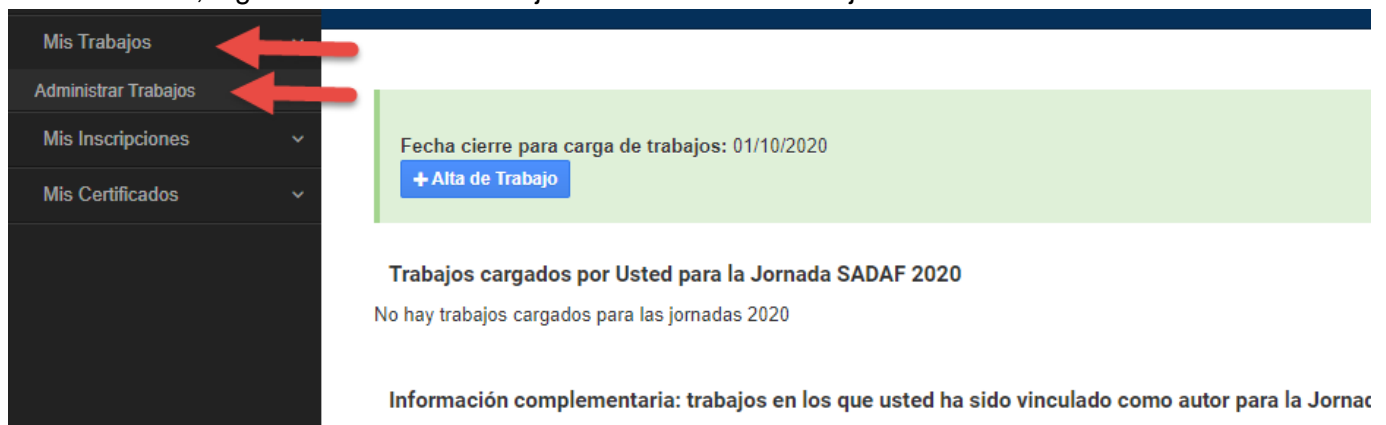 Mis Trabajos
Administrar Trabajos
Mis Inscripciones
Mis Certificados
Fecha cierre para carga de trabajos: 01/10/2020
+ Alta de Trabajo
Trabajos cargados por Usted para la Jornada SADAF 2020
No hay trabajos cargados para las jornadas 2020
Información complementaria: trabajos en los que usted ha sido vinculado como autor para la